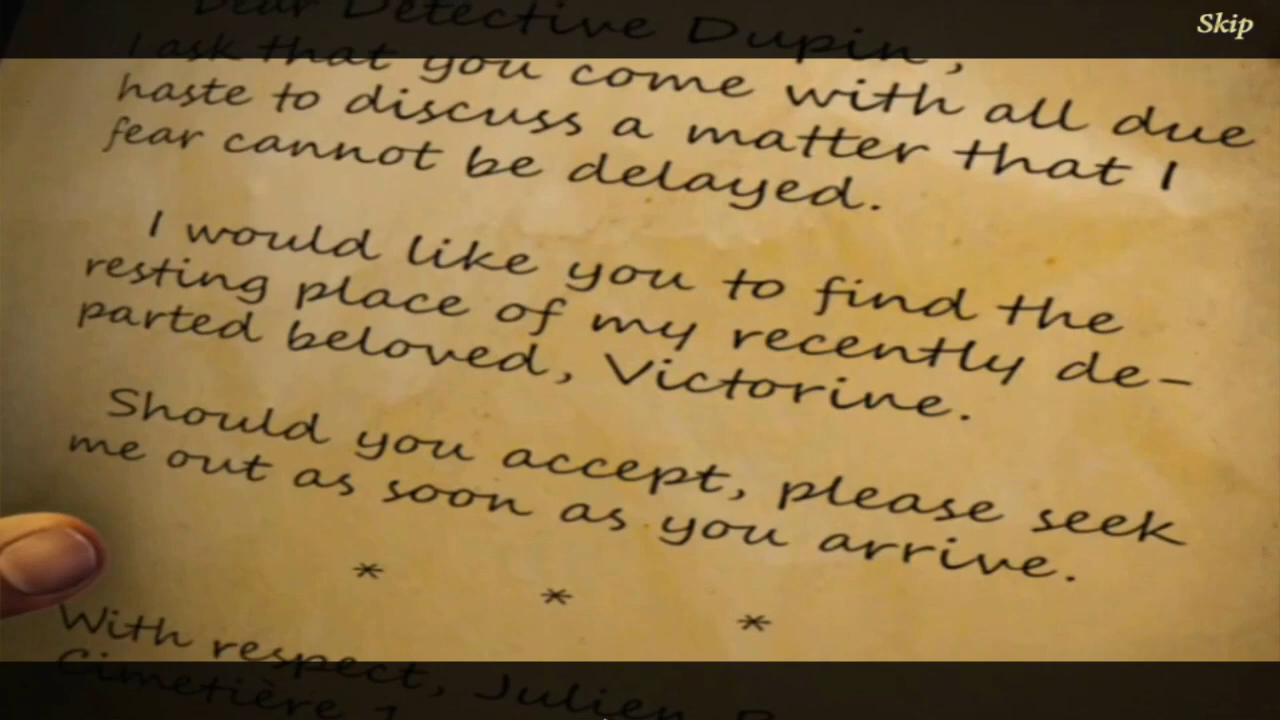 Skip
Dear Detective Dupin,
I ask that you come with all due
haste to discuss a matter that I
fear cannot be delayed.
I would like you to find the
resting place of my recently de-
parted beloved, Victorine.
Should you accept, please seek
me out as soon as you arrive.
* * *
With respect, Julien
Cimetière